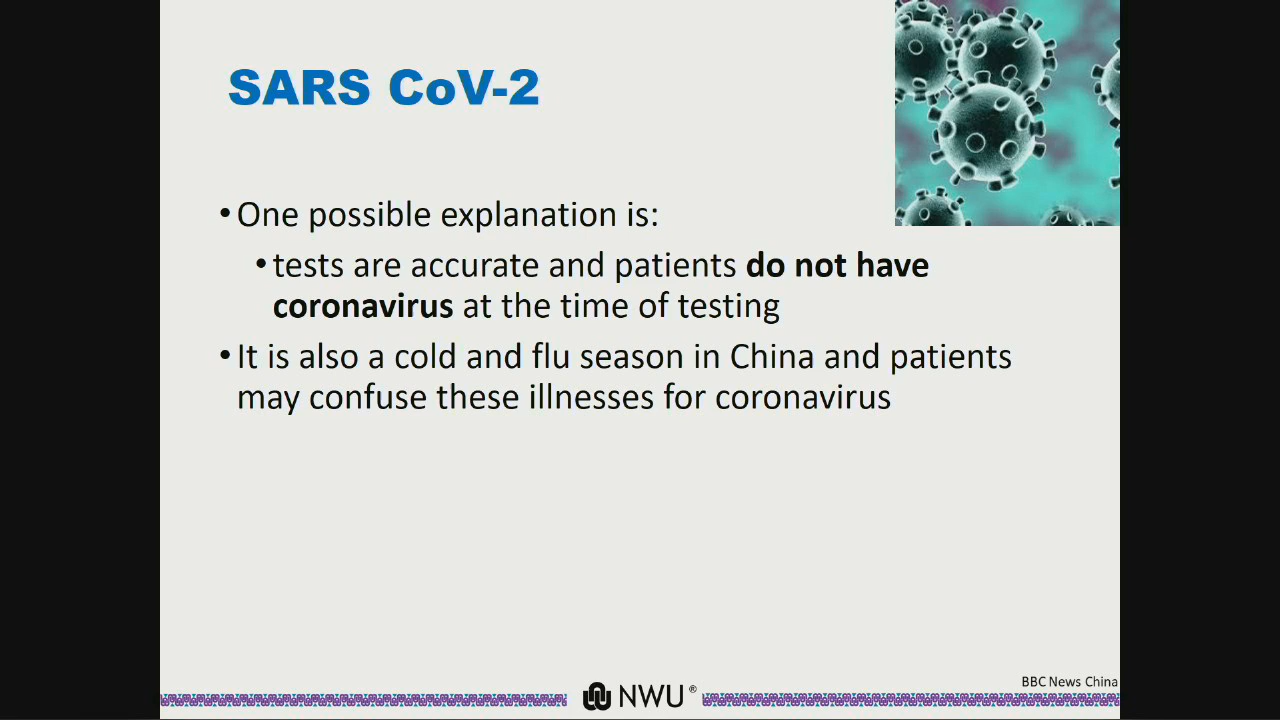 SARS CoV-2
• One possible explanation is:
• tests are accurate and patients do not have
coronavirus at the time of testing
• It is also a cold and flu season in China and patients
may confuse these illnesses for coronavirus
BBC News China
NWU®